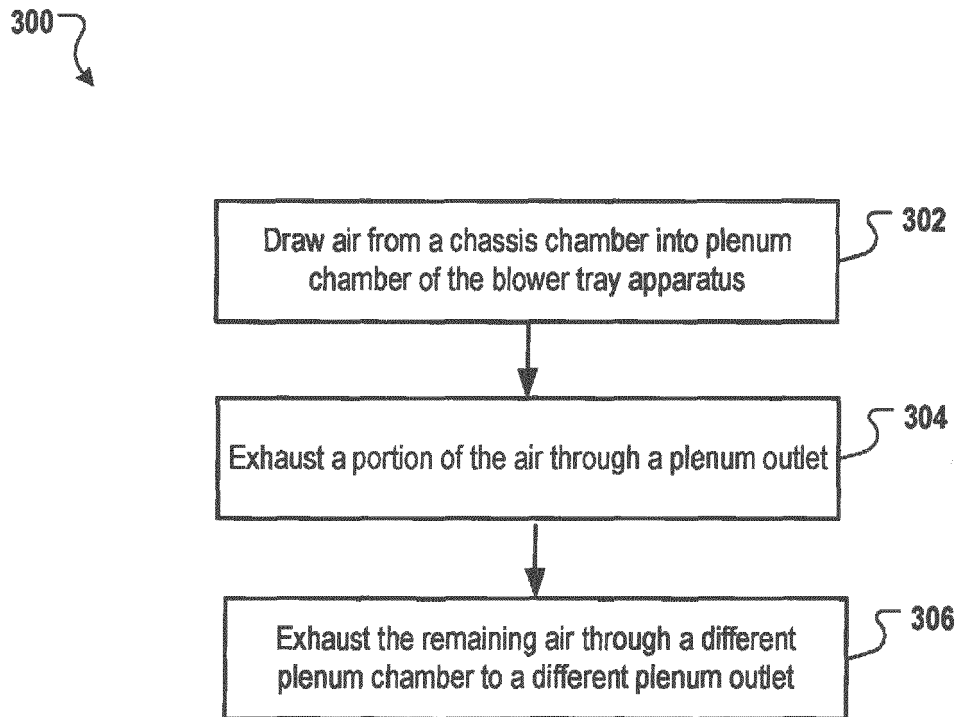 300
Draw air from a chassis chamber into plenum
chamber of the blower tray apparatus
302
Exhaust a portion of the air through a plenum outlet
304
Exhaust the remaining air through a different
plenum chamber to a different plenum outlet
306